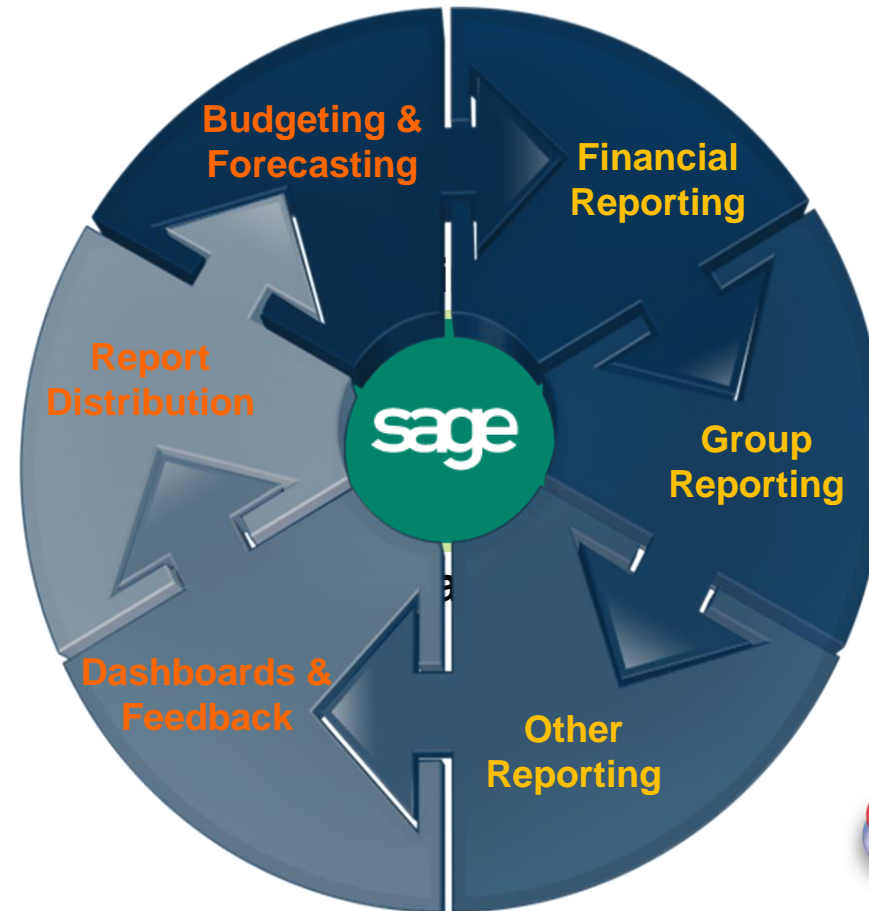 Budgeting &
Forecasting
Financial
Reporting
Report
Distribution
sage
Group
Reporting
Dashboards &
Feedback
Other
Reporting